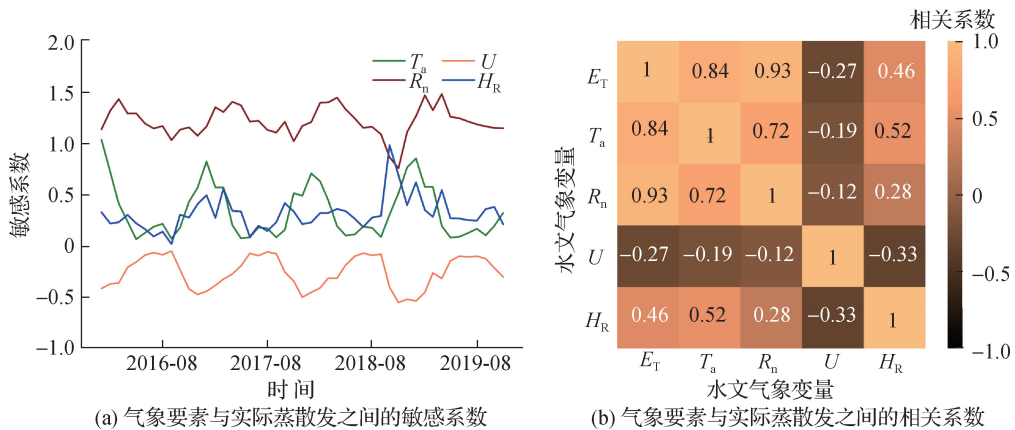 2.0
1.5
1.0
0.5
0
−0.5
−1.0
敏感系数
Ta U
Rn HR
2016-08 2017-08 2018-08 2019-08
时间
(a) 气象要素与实际蒸散发之间的敏感系数
相关系数
1.0
0.5
0
−0.5
−1.0
水文气象变量
ET 1 0.84 0.93 −0.27 0.46
Ta 0.84 1 0.72 −0.19 0.52
Rn 0.93 0.72 1 −0.12 0.28
U −0.27 −0.19 −0.12 1 −0.33
HR 0.46 0.52 0.28 −0.33 1
ET Ta Rn U HR
水文气象变量
(b) 气象要素与实际蒸散发之间的相关系数